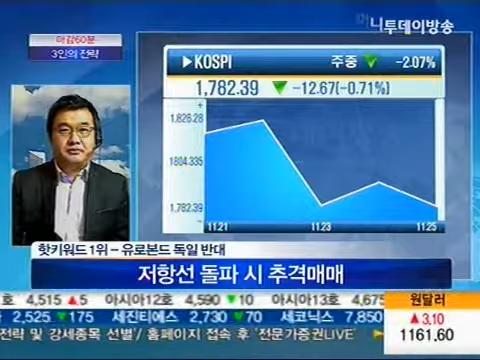 머니투데이방송
마감60분
3인의 전략
▶KOSPI 주중 ▼ -2.07%
1,782.39 ▼ -12.67(-0.71%)
1,826.28
1804.335
1,782.39
11.21 11.23 11.25
핫키워드 1위 - 유로본드 독일 반대
저항선 돌파 시 추격매매
호 4,515 ▲5 아시아12호 4,590 ▼10 아시아13호 4,675
2,525 ▼175 세진티에스 2,730 ▼70 세코닉스 7,850
전략 및 강세종목 선별'/ 홈페이지 접속 후 '전문가증권LIVE'
원달러
▲3.10
1161.60